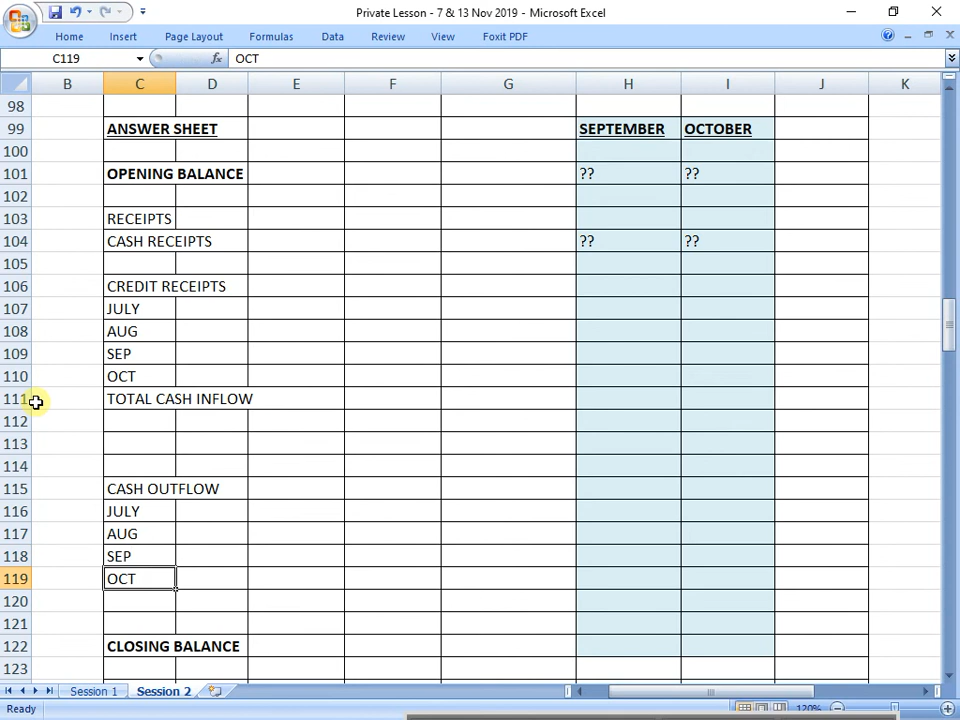 Private Lesson - 7 & 13 Nov 2019 - Microsoft Excel
Home Insert Page Layout Formulas Data Review View Foxit PDF
C119 fx OCT
B C D E F G H I J K
98
99 ANSWER SHEET SEPTEMBER OCTOBER
100
101 OPENING BALANCE ?? ??
102
103 RECEIPTS
104 CASH RECEIPTS ?? ??
105
106 CREDIT RECEIPTS
107 JULY
108 AUG
109 SEP
110 OCT
111 TOTAL CASH INFLOW
112
113
114
115 CASH OUTFLOW
116 JULY
117 AUG
118 SEP
119 OCT
120
121
122 CLOSING BALANCE
123
Session 1 Session 2
Ready 120%